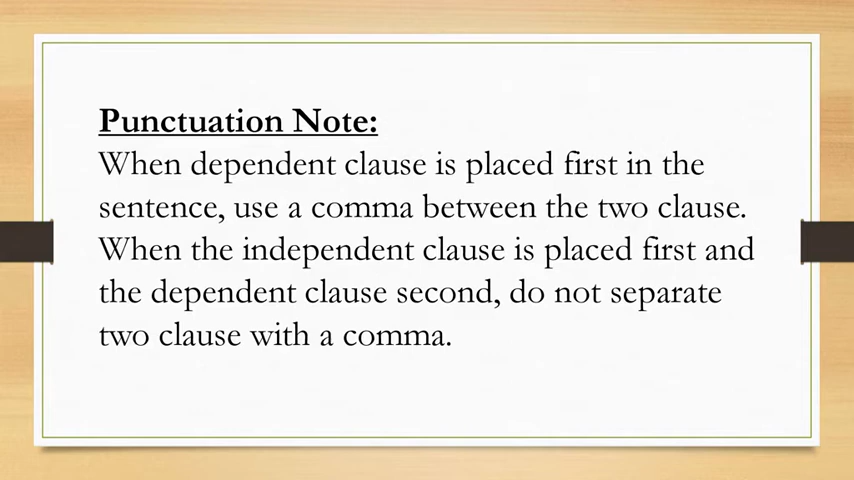 Punctuation Note:
When dependent clause is placed first in the
sentence, use a comma between the two clause.
When the independent clause is placed first and
the dependent clause second, do not separate
two clause with a comma.